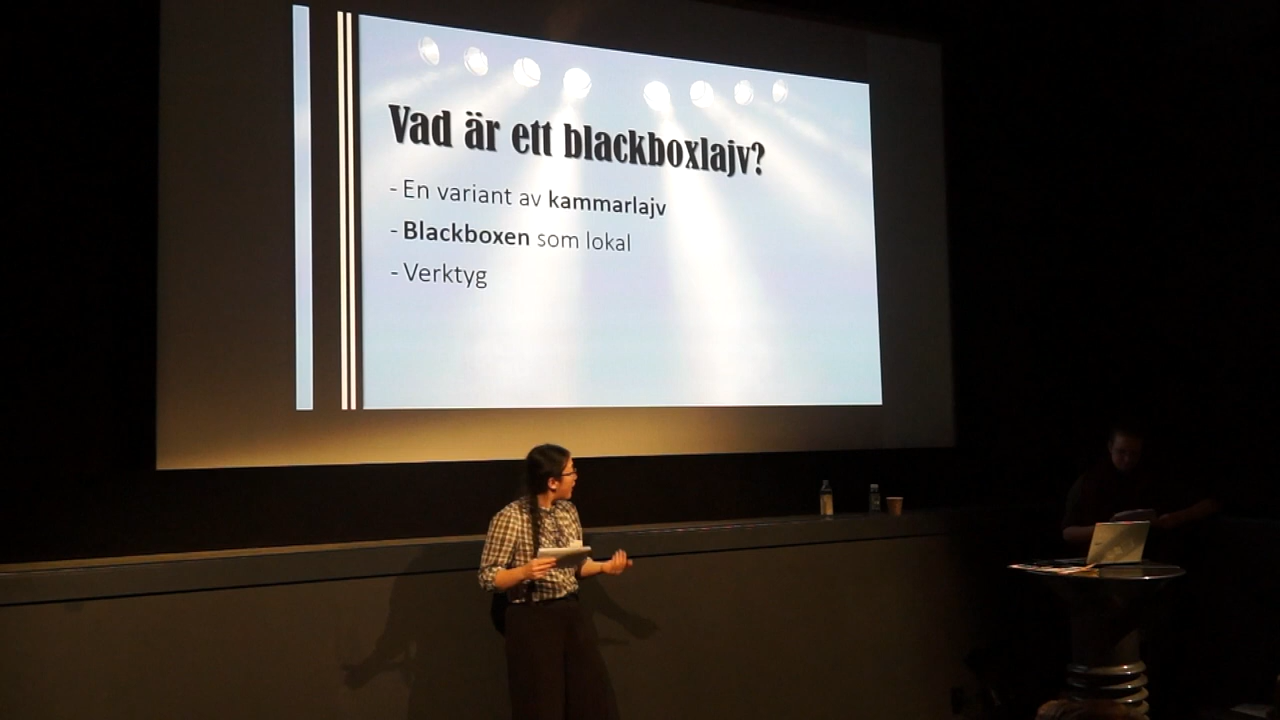 Vad är ett blackboxlajv?
- En variant av kammarlajv
- Blackboxen som lokal
- Verktyg